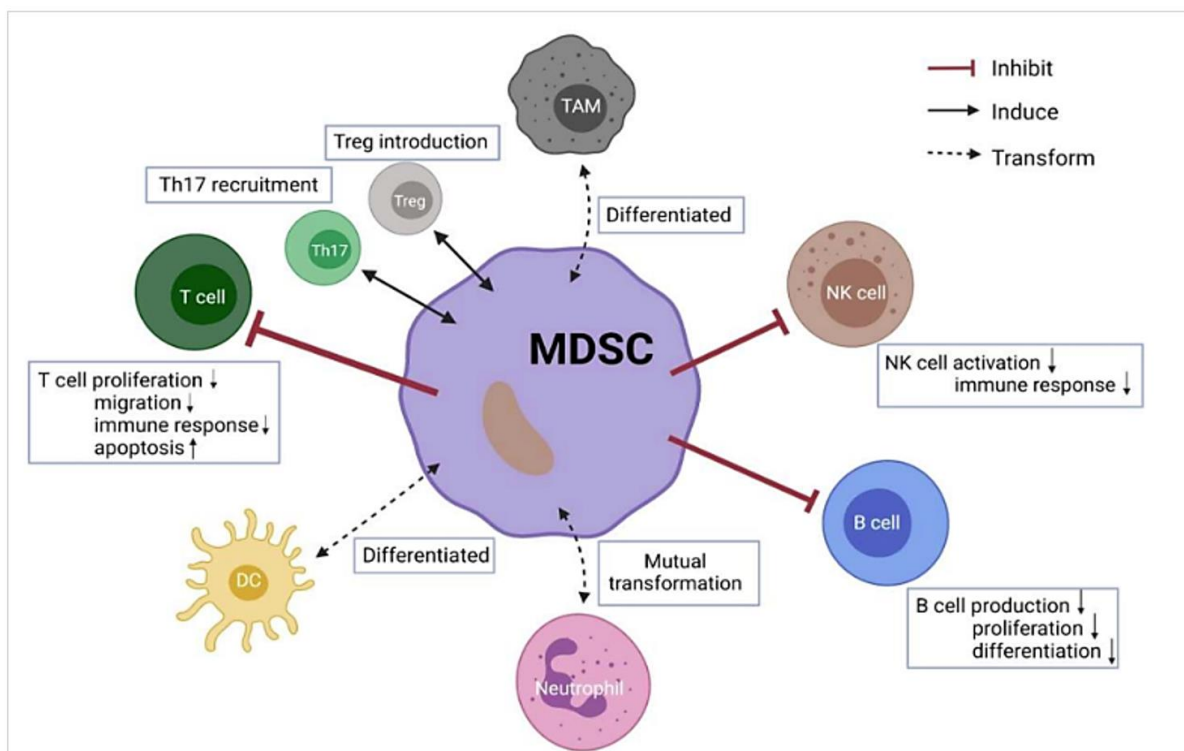 TAM
Inhibit
Induce
Transform
Treg introduction
Th17 recruitment
Treg
Th17
Differentiated
T cell
NK cell
MDSC
T cell proliferation ↓
migration ↓
immune response ↓
apoptosis ↑
NK cell activation ↓
immune response ↓
B cell
DC
Differentiated
Mutual
transformation
B cell production ↓
proliferation ↓
differentiation ↓
Neutrophil